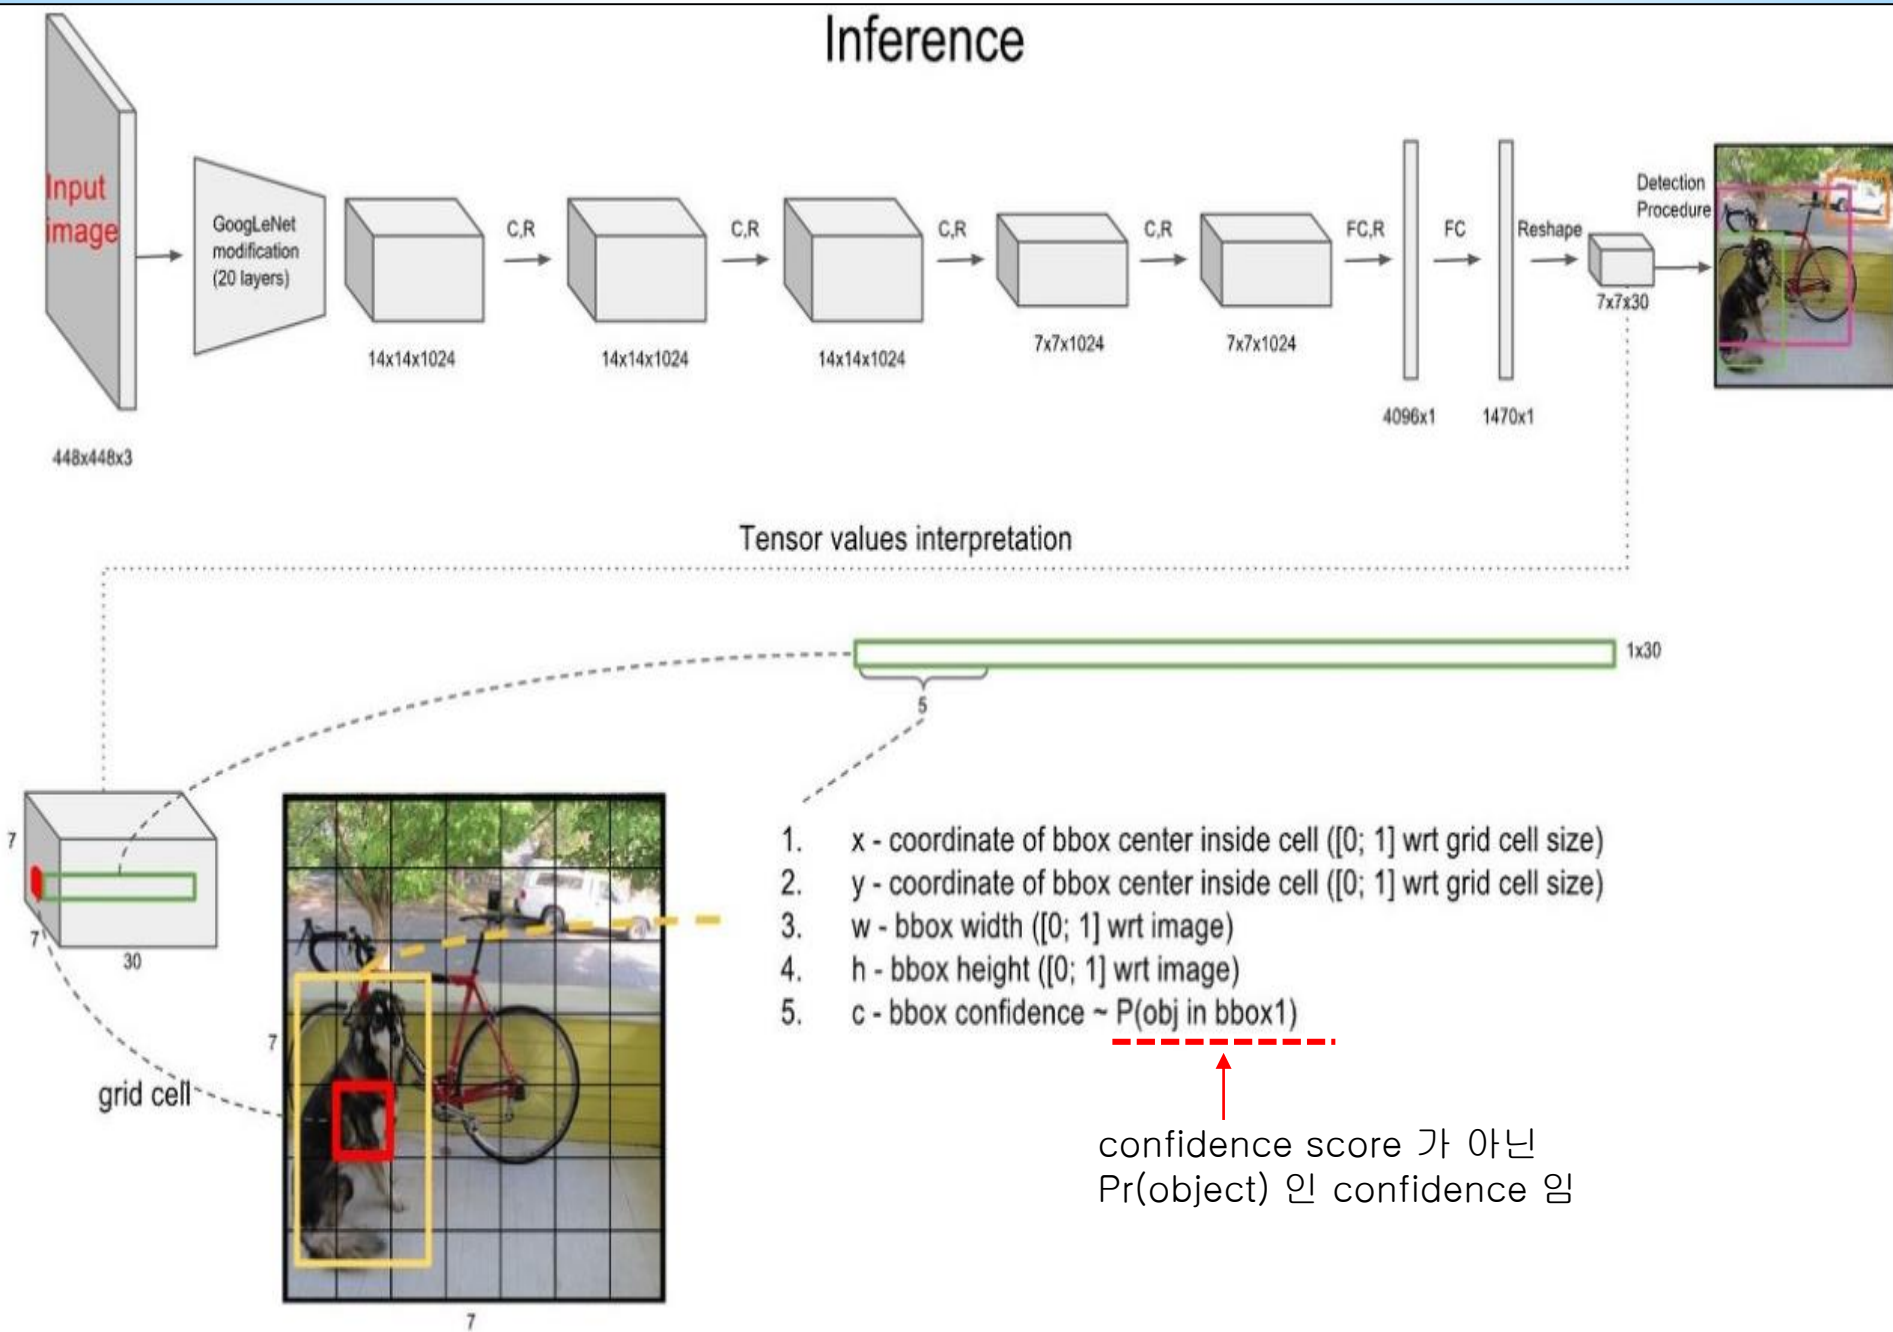 Inference
Input
image
448x448x3
GoogLeNet
modification
(20 layers)
14x14x1024
C,R
14x14x1024
C,R
14x14x1024
C,R
7x7x1024
C,R
7x7x1024
FC,R
4096x1
FC
1470x1
Reshape
7x7x30
Detection
Procedure
Tensor values interpretation
1x30
5
7
7
30
grid cell
7
7
1. x - coordinate of bbox center inside cell ([0; 1] wrt grid cell size)
2. y - coordinate of bbox center inside cell ([0; 1] wrt grid cell size)
3. w - bbox width ([0; 1] wrt image)
4. h - bbox height ([0; 1] wrt image)
5. c - bbox confidence ~ P(obj in bbox1)
confidence score 가 아닌
Pr(object) 인 confidence 임